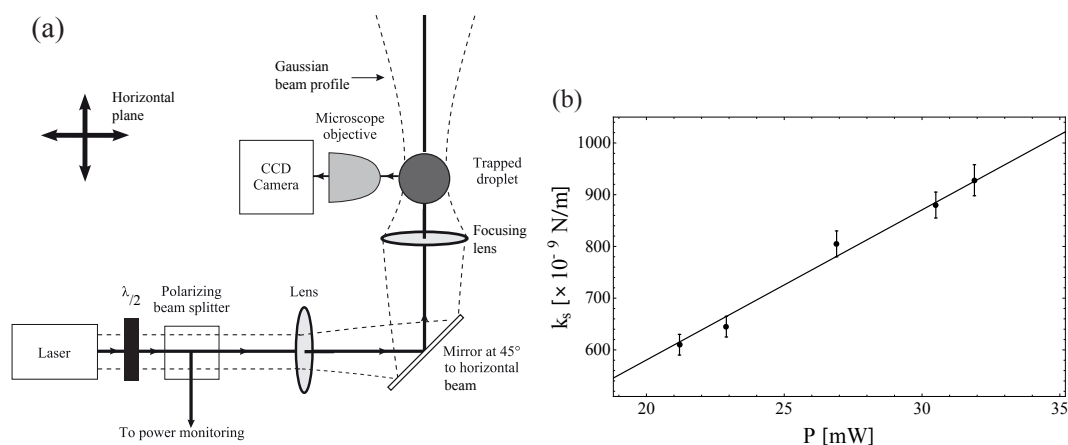 (a)
Gaussian
beam profile
Horizontal
plane
Microscope
objective
CCD
Camera
Trapped
droplet
Focusing
lens
λ/2
Polarizing
beam splitter
Lens
Laser
Mirror at 45°
to horizontal
beam
To power monitoring
(b)
1000
900
800
700
600
k_s [× 10⁻⁹ N/m]
20 25 30 35
P [mW]